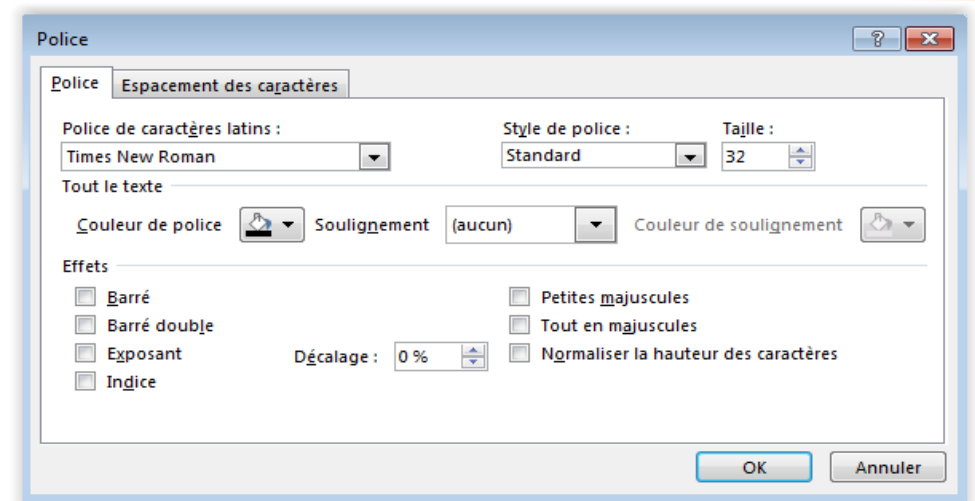 Police
Police Espacement des caractères
Police de caractères latins : Style de police : Taille :
Times New Roman Standard 32
Tout le texte
Couleur de police Soulignement (aucun) Couleur de soulignement
Effets
Barré Petites majuscules
Barré double Tout en majuscules
Exposant Décalage : 0 % Normaliser la hauteur des caractères
Indice
OK Annuler